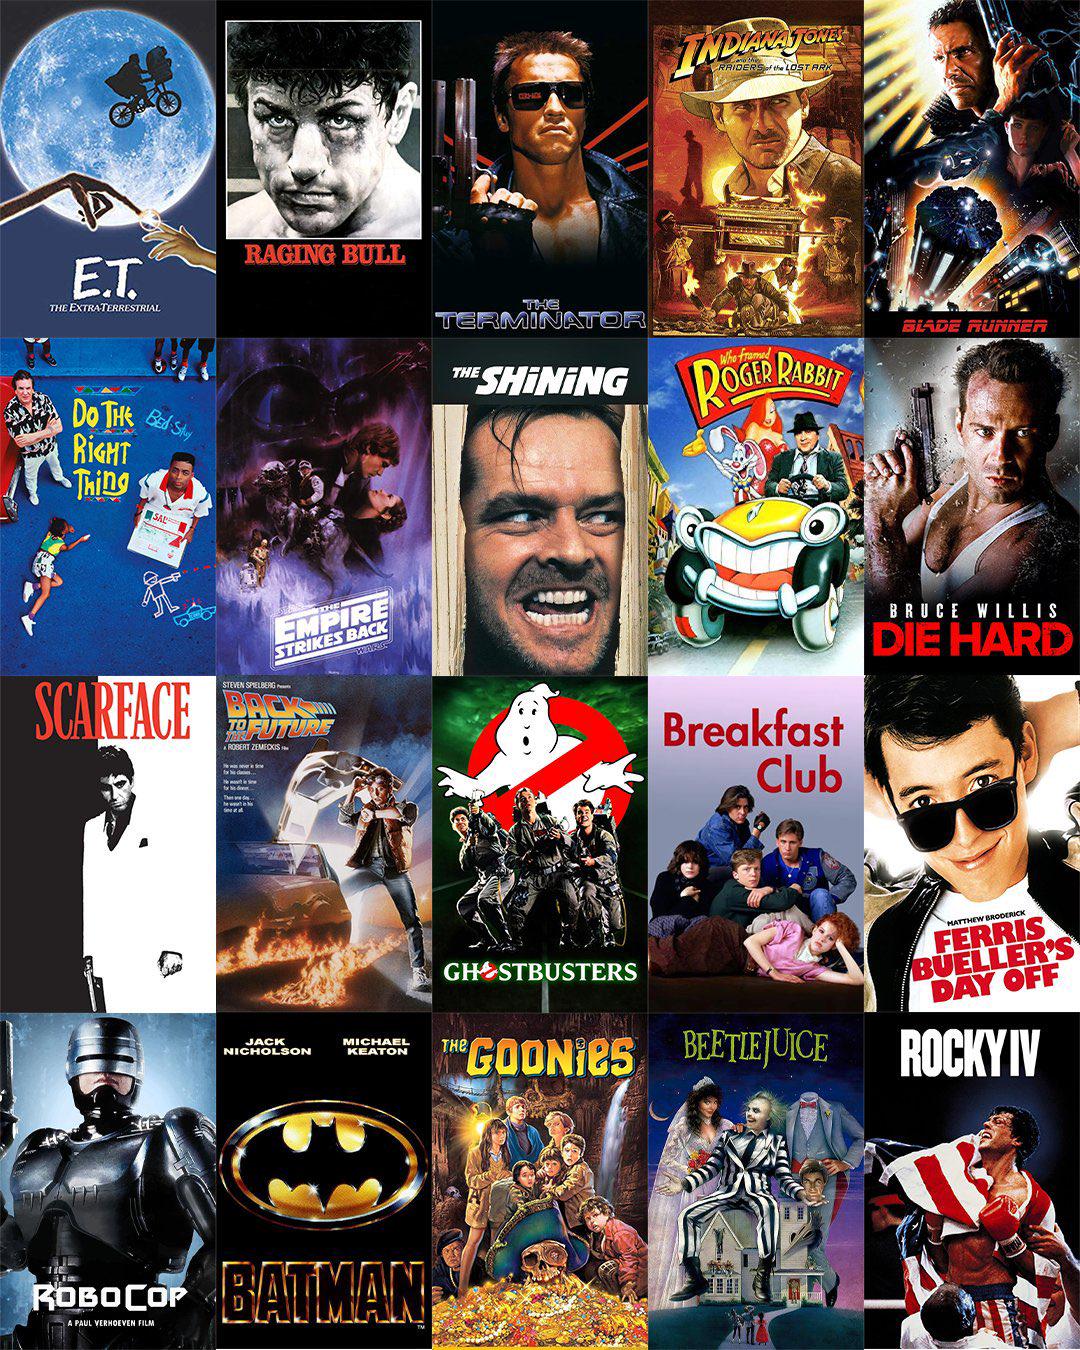 E.T.
THE EXTRA-TERRESTRIAL
RAGING BULL
THE
TERMINATOR
INDIANA JONES
and the
RAIDERS of the LOST ARK
BLADE RUNNER
DO THE
RIGHT
THiNg
BED-STUY
SAL'S
STAR
THE
EMPIRE
STRIKES BACK
WARS
THE SHiNiNG
Who framed
ROGER RABBIT
BRUCE WILLIS
DIE HARD
SCARFACE
STEVEN SPIELBERG Presents
BACK
TO
THE FUTURE
A ROBERT ZEMECKIS Film
He was never in time
for his classes...
He wasn't in time
for his dinner...
Then one day...
he wasn't in his
time at all.
GHOSTBUSTERS
Breakfast
Club
MATTHEW BRODERICK
FERRIS
BUELLER'S
DAY OFF
ROBOCOP
A PAUL VERHOEVEN FILM
JACK
NICHOLSON
MICHAEL
KEATON
BATMAN
TM
THE GOONiES
BEETLEJUICE
ROCKY IV